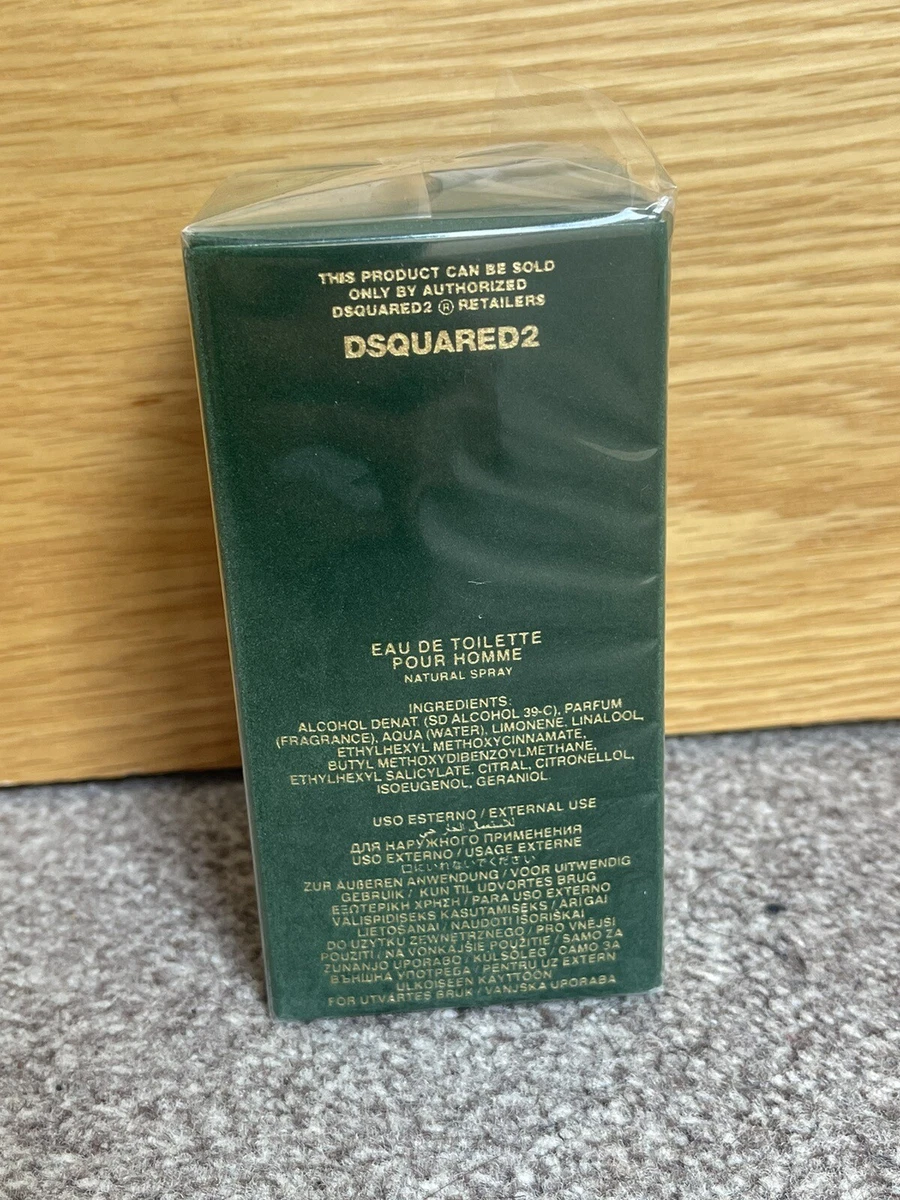 THIS PRODUCT CAN BE SOLD
ONLY BY AUTHORIZED
DSQUARED2 ® RETAILERS
DSQUARED2
EAU DE TOILETTE
POUR HOMME
NATURAL SPRAY
INGREDIENTS:
ALCOHOL DENAT (SD ALCOHOL 39-C), PARFUM
(FRAGRANCE), AQUA (WATER), LIMONENE, LINALOOL,
ETHYLHEXYL METHOXYCINNAMATE,
BUTYL METHOXYDIBENZOYLMETHANE,
ETHYLHEXYL SALICYLATE, CITRAL, CITRONELLOL,
ISOEUGENOL, GERANIOL.
USO ESTERNO / EXTERNAL USE
للاستعمال الخارجي
ДЛЯ НАРУЖНОГО ПРИМЕНЕНИЯ
USO EXTERNO / USAGE EXTERNE
ZUR ÄUßEREN ANWENDUNG / VOOR UITWENDIG
GEBRUIK / KUN TIL UDVORTES BRUG
ΕΞΩΤΕΡΙΚΗ ΧΡΗΣΗ / PARA USO EXTERNO
VÄLISPIDISEKS KASUTAMISEKS / ĀRĪGAI
LIETOŠANAI / NAUDOTI IŠORIŠKAI
DO UŻYTKU ZEWNĘTRZNEGO / PRO VNĚJŠÍ
POUŽITÍ / NA VONKAJŠIE POUŽITIE / SAMO ZA
ZUNANJO UPORABO / KÜLSŐLEG / САМО ЗА
ВЪНШНА УПОТРЕБА / PENTRU UZ EXTERN
ULKOISEEN KÄYTTÖÖN
FÖR UTVÄRTES BRUK / VANJSKA UPORABA